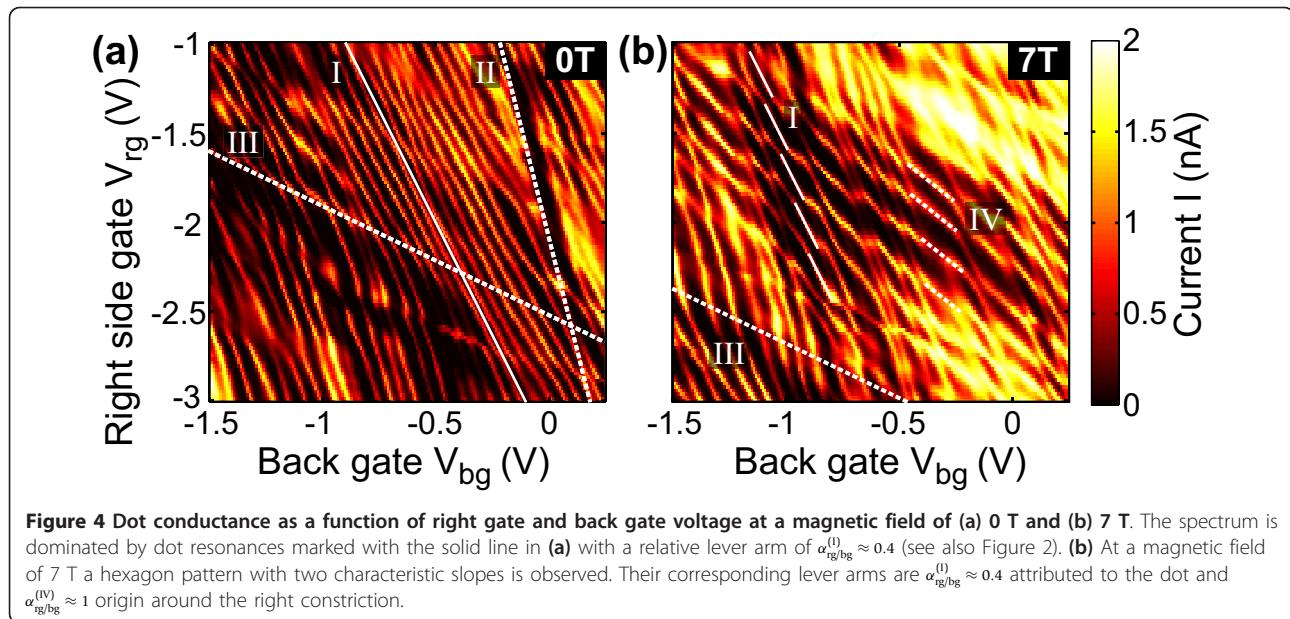 (a)
0T
I
II
III
-1
-1.5
-2
-2.5
-3
Right side gate V_rg (V)
-1.5 -1 -0.5 0
Back gate V_bg (V)
(b)
7T
I
IV
III
-1.5 -1 -0.5 0
Back gate V_bg (V)
2
1.5
1
0.5
0
Current I (nA)
Figure 4 Dot conductance as a function of right gate and back gate voltage at a magnetic field of (a) 0 T and (b) 7 T. The spectrum is
dominated by dot resonances marked with the solid line in (a) with a relative lever arm of α_rg/bg^(I) ≈ 0.4 (see also Figure 2). (b) At a magnetic field
of 7 T a hexagon pattern with two characteristic slopes is observed. Their corresponding lever arms are α_rg/bg^(I) ≈ 0.4 attributed to the dot and
α_rg/bg^(IV) ≈ 1 origin around the right constriction.